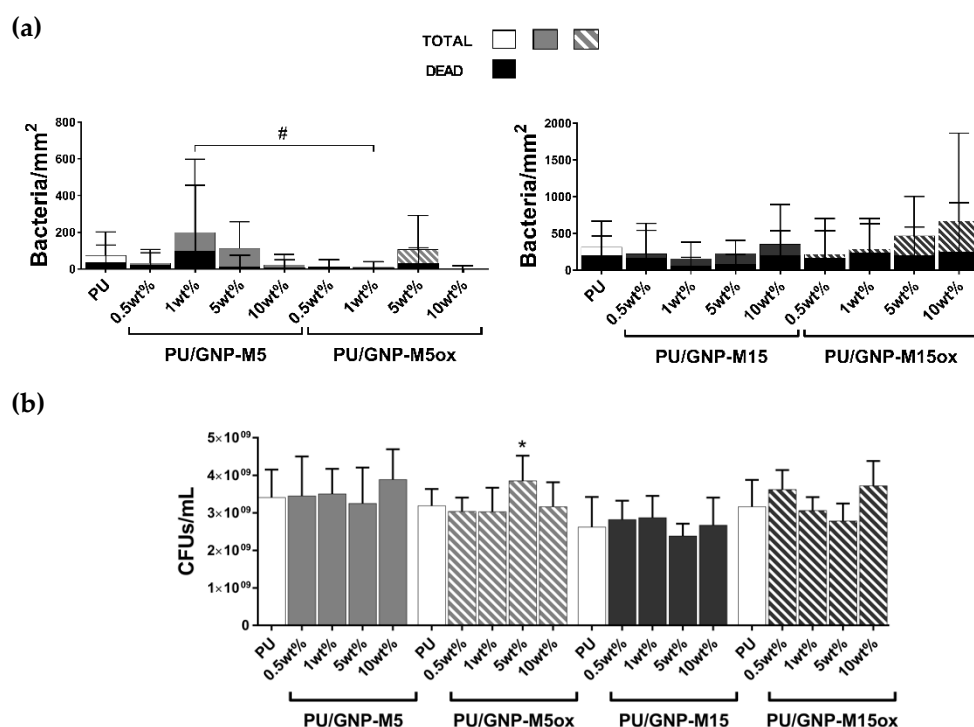 (a)
TOTAL
DEAD
Bacteria/mm²
800
600
400
200
0
#
PU
0.5wt%
1wt%
5wt%
10wt%
0.5wt%
1wt%
5wt%
10wt%
PU/GNP-M5
PU/GNP-M5ox
Bacteria/mm²
2000
1500
1000
500
0
PU
0.5wt%
1wt%
5wt%
10wt%
0.5wt%
1wt%
5wt%
10wt%
PU/GNP-M15
PU/GNP-M15ox
(b)
CFUs/mL
5×10⁰⁹
4×10⁰⁹
3×10⁰⁹
2×10⁰⁹
1×10⁰⁹
0
*
PU
0.5wt%
1wt%
5wt%
10wt%
PU
0.5wt%
1wt%
5wt%
10wt%
PU
0.5wt%
1wt%
5wt%
10wt%
PU
0.5wt%
1wt%
5wt%
10wt%
PU/GNP-M5
PU/GNP-M5ox
PU/GNP-M15
PU/GNP-M15ox